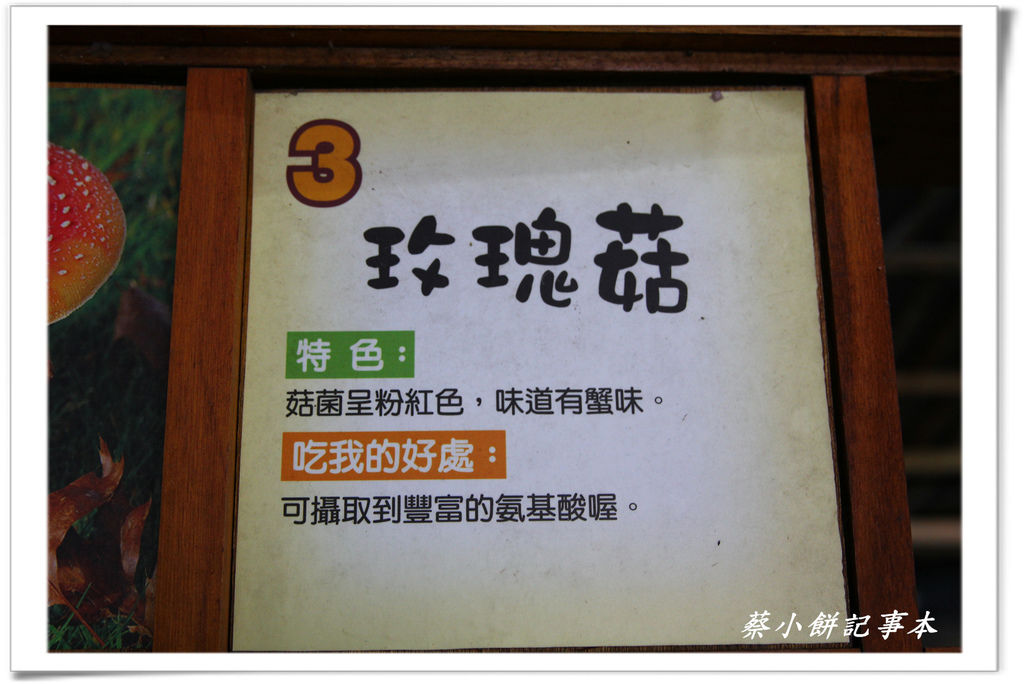 3
玫瑰菇
特 色：
菇菌呈粉紅色，味道有蟹味。
吃我的好處：
可攝取到豐富的氨基酸喔。
蔡小餅記事本